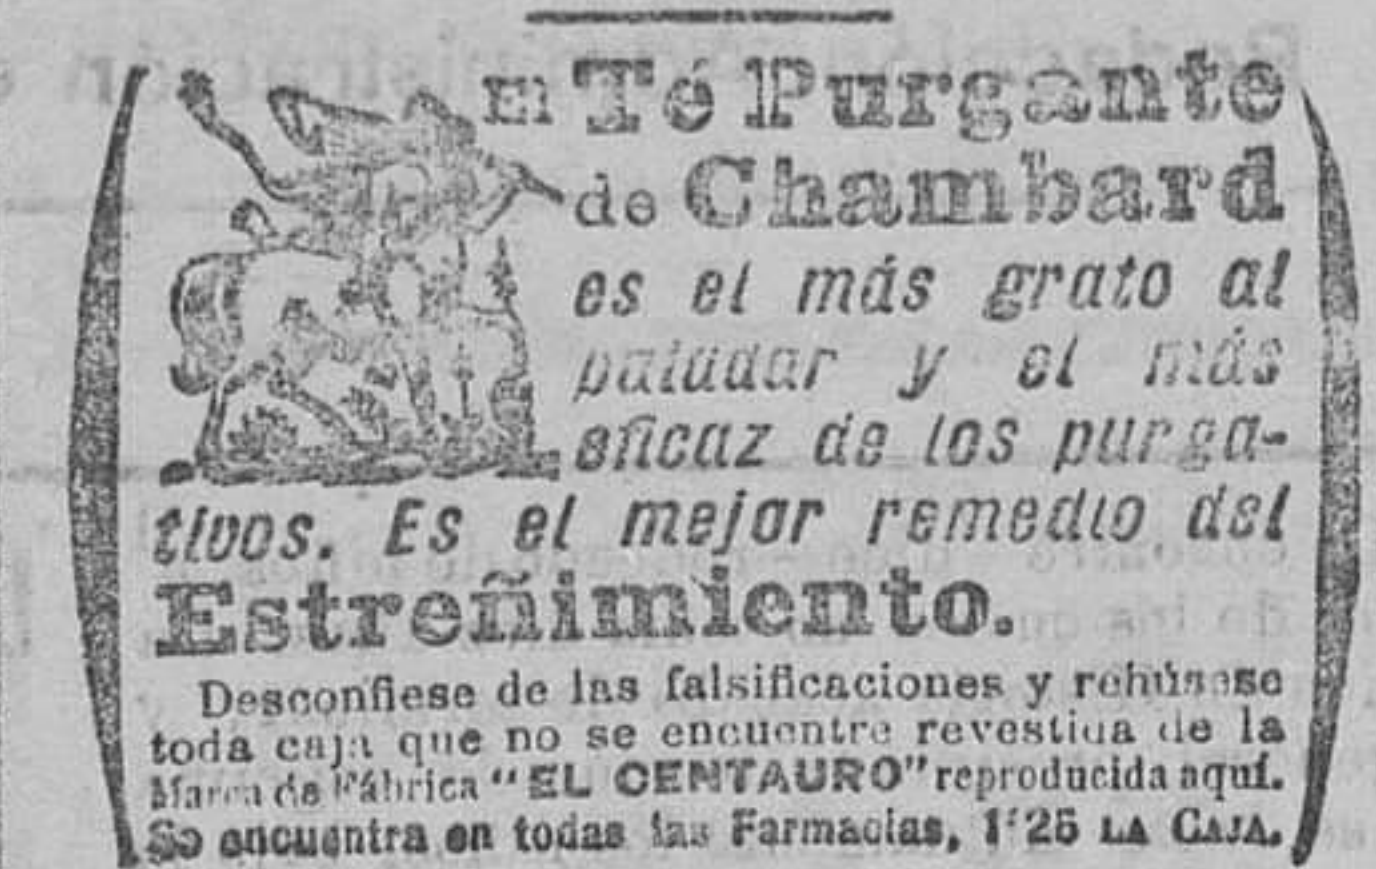 El Té Purgante
de Chambard
es el más grato al
paladar y el más
eficaz de los purga-
tivos. Es el mejor remedio del
Estreñimiento.
Desconfiese de las falsificaciones y rehúsese
toda caja que no se encuentre revestida de la
Marca de Fábrica "EL CENTAURO" reproducida aquí.
Se encuentra en todas las Farmacias, 1'25 LA CAJA.